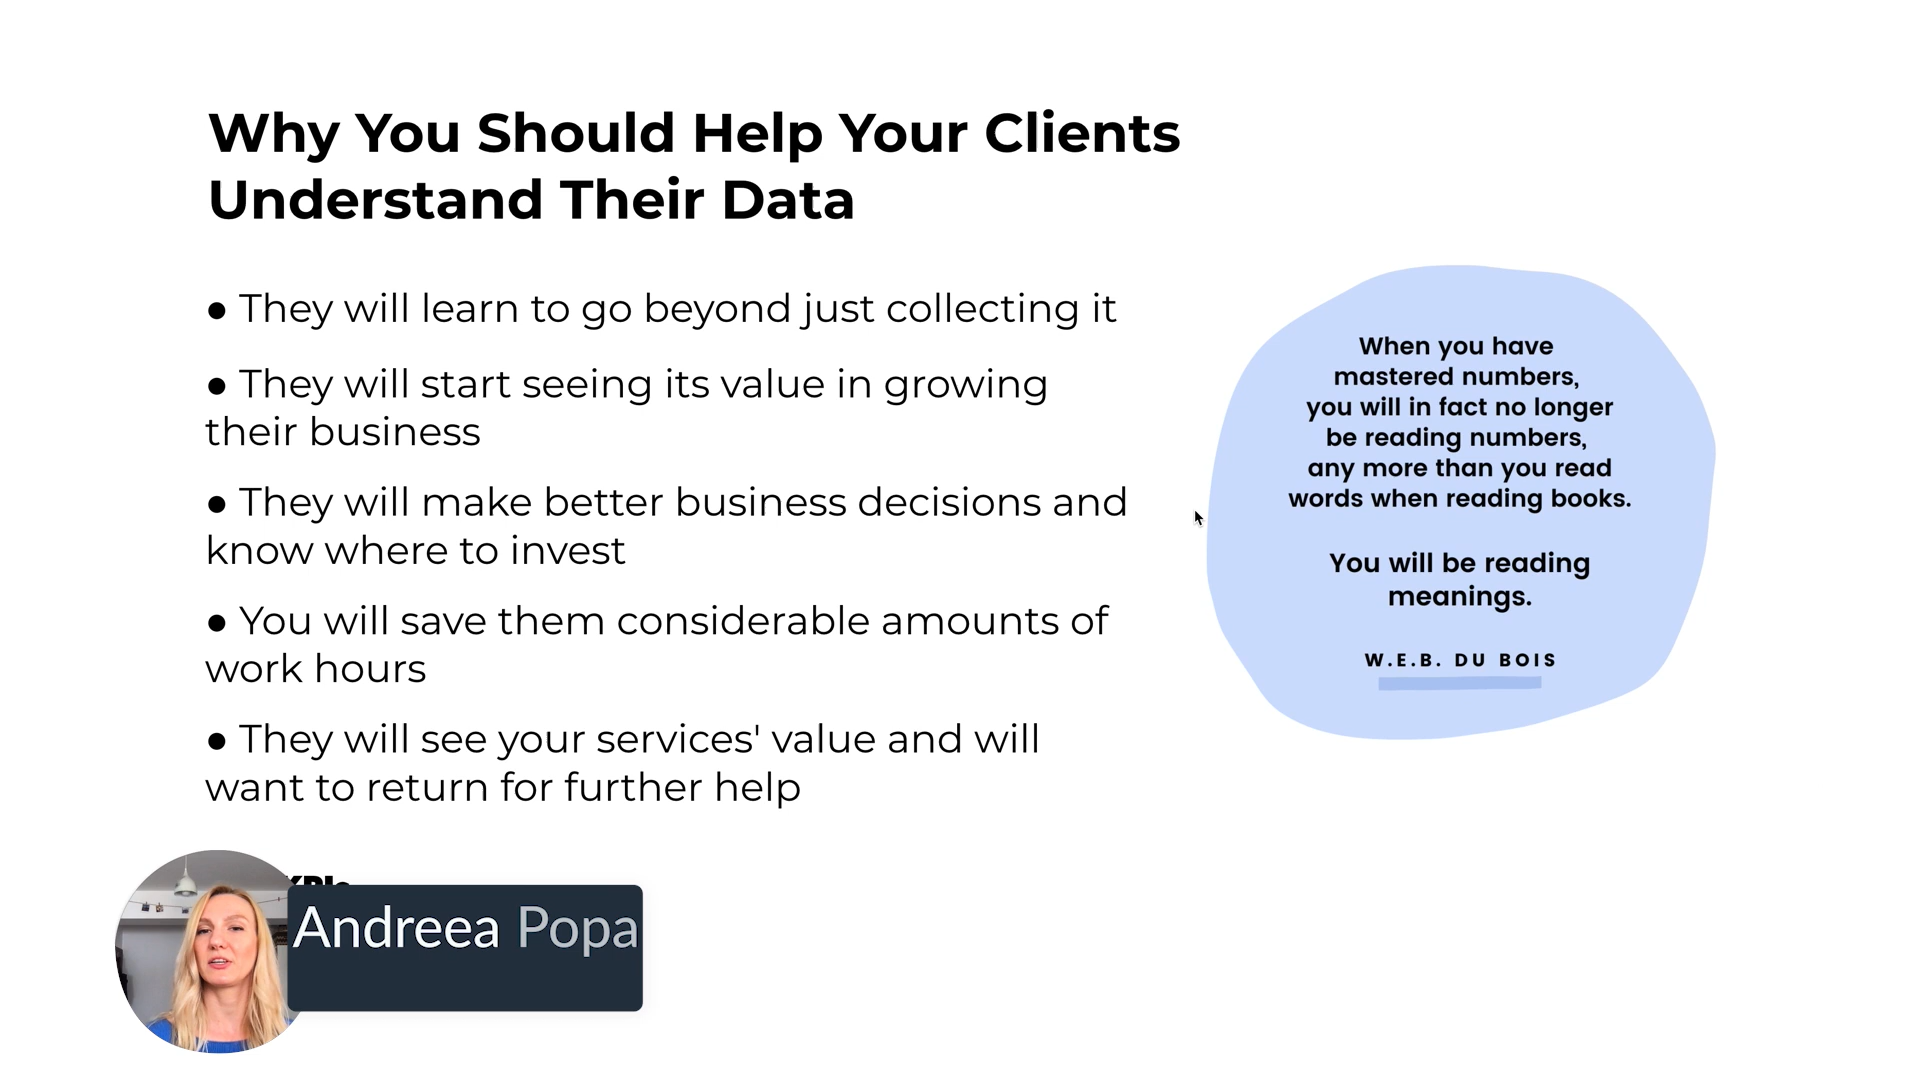 Why You Should Help Your Clients
Understand Their Data
● They will learn to go beyond just collecting it
● They will start seeing its value in growing
their business
● They will make better business decisions and
know where to invest
● You will save them considerable amounts of
work hours
● They will see your services' value and will
want to return for further help
When you have
mastered numbers,
you will in fact no longer
be reading numbers,
any more than you read
words when reading books.
You will be reading
meanings.
W.E.B. DU BOIS
Andreea Popa